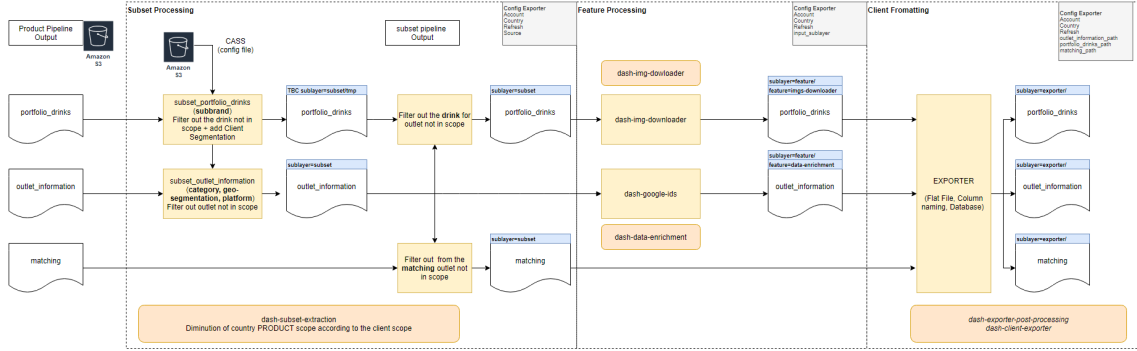 Subset Processing
Feature Processing
Client Fromatting
Product Pipeline
Output
Amazon
S3
Amazon
S3
CASS
(config file)
subset pipeline
Output
Config Exporter
Account
Country
Refresh
Source
Config Exporter
Account
Country
Refresh
input_sublayer
Config Exporter
Account
Country
Refresh
outlet_information_path
portfolio_drinks_path
matching_path
dash-img-dowloader
portfolio_drinks
subset_portfolio_drinks
(subbrand)
Filter out the drink not in
scope + add Client
Segmentation
TBC sublayer=subset/tmp
portfolio_drinks
Filter out the drink for
outlet not in scope
sublayer=subset
portfolio_drinks
dash-img-downloader
sublayer=feature/
feature=imgs-downloader
portfolio_drinks
sublayer=exporter/
portfolio_drinks
outlet_information
subset_outlet_information
(category, geo-
segmentation, platform)
Filter out outlet not in scope
sublayer=subset
outlet_information
dash-google-ids
sublayer=feature/
feature=data-enrichment
outlet_information
EXPORTER
(Flat File, Column
naming, Database)
sublayer=exporter/
outlet_information
dash-data-enrichment
matching
Filter out from the
matching outlet not
in scope
sublayer=subset
matching
sublayer=exporter/
matching
dash-subset-extraction
Diminution of country PRODUCT scope according to the client scope
dash-exporter-post-processing
dash-client-exporter